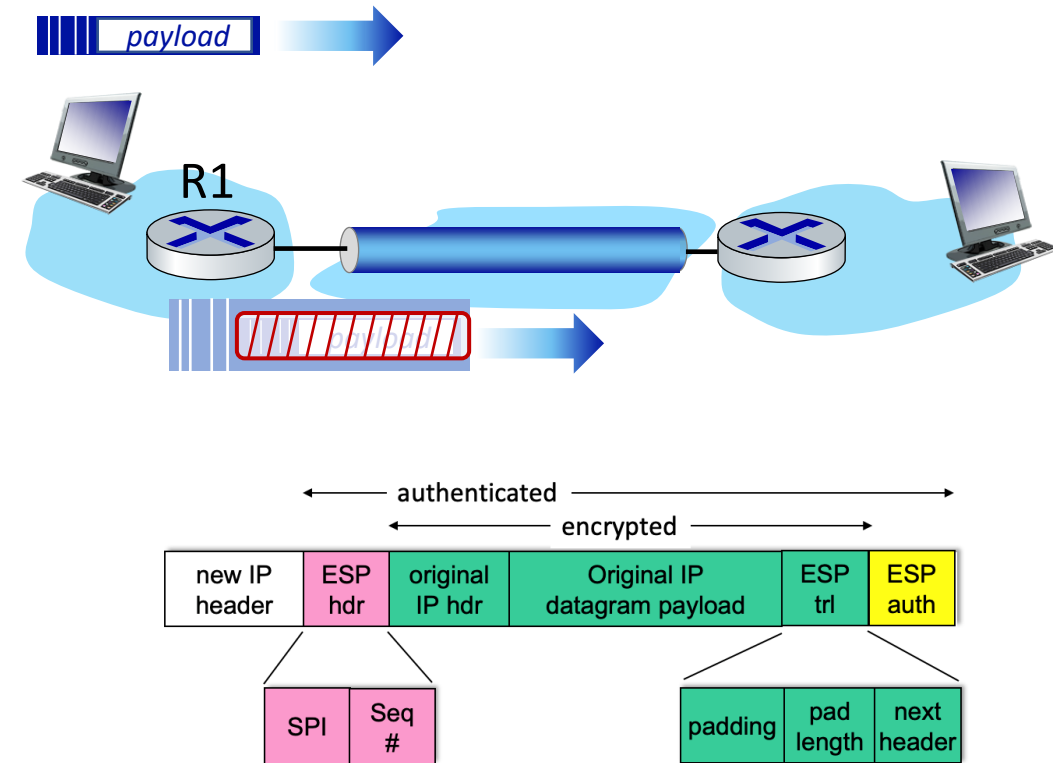 payload
R1
payload
authenticated
encrypted
new IP
header
ESP
hdr
original
IP hdr
Original IP
datagram payload
ESP
trl
ESP
auth
SPI
Seq
#
padding
pad
length
next
header